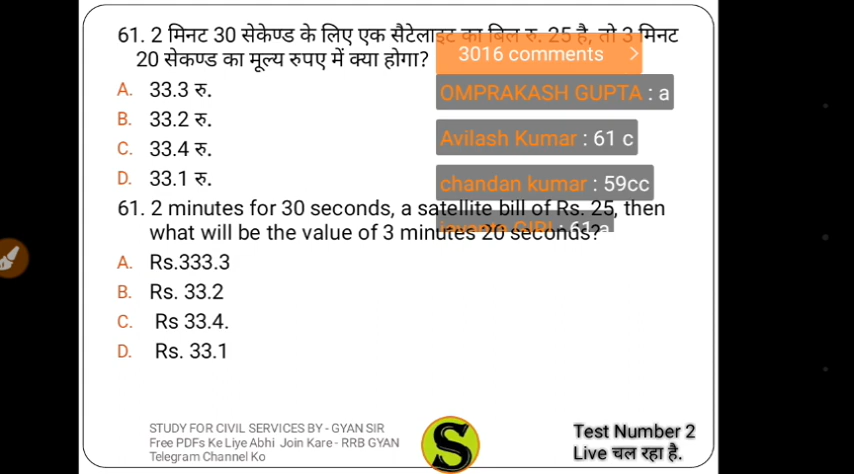 61. 2 मिनट 30 सेकेण्ड के लिए एक सैटेलाइट का बिल रु. 25 है, तो 3 मिनट
20 सेकण्ड का मूल्य रुपए में क्या होगा?
3016 comments >
A. 33.3 रु.
OMPRAKASH GUPTA : a
B. 33.2 रु.
Avilash Kumar : 61 c
C. 33.4 रु.
D. 33.1 रु.
chandan kumar : 59cc
61. 2 minutes for 30 seconds, a satellite bill of Rs. 25, then
GIRI : 61 a
what will be the value of 3 minutes 20 seconds?
A. Rs.333.3
B. Rs. 33.2
C. Rs 33.4.
D. Rs. 33.1
STUDY FOR CIVIL SERVICES BY - GYAN SIR
Free PDFs Ke Liye Abhi Join Kare - RRB GYAN
Telegram Channel Ko
S
Test Number 2
Live चल रहा है.